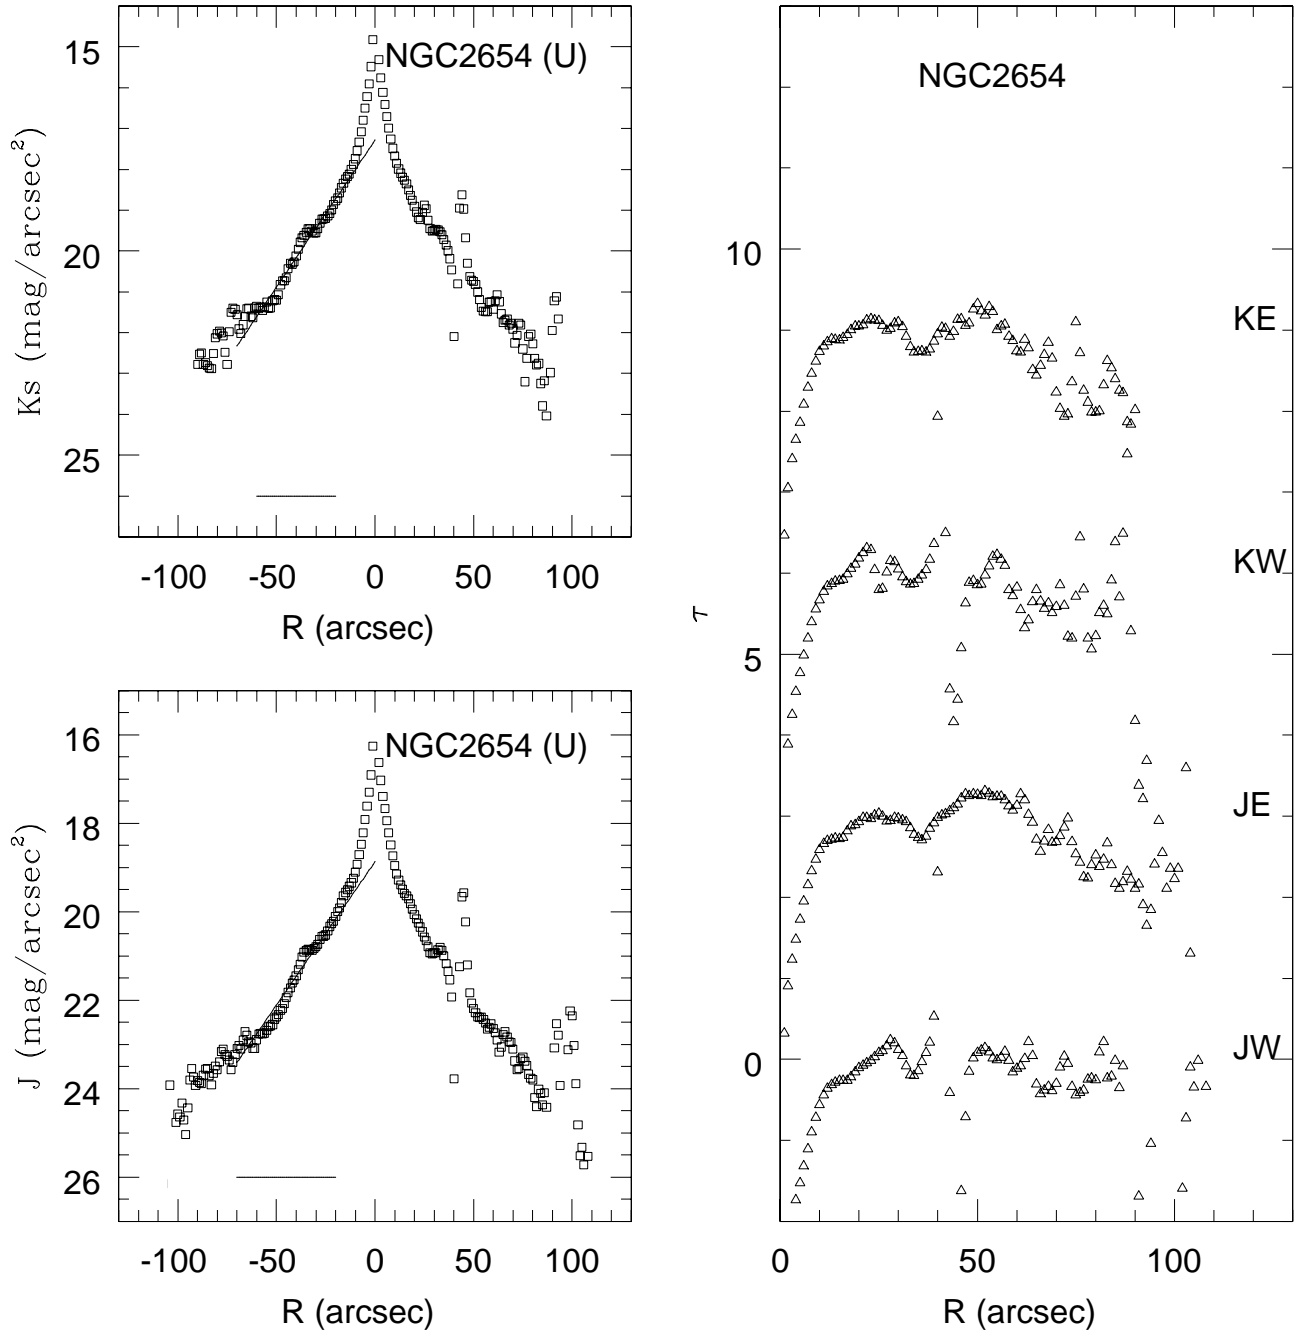 NGC2654 (U)
15
20
25
Ks (mag/arcsec²)
-100 -50 0 50 100
R (arcsec)
NGC2654 (U)
16
18
20
22
24
26
J (mag/arcsec²)
-100 -50 0 50 100
R (arcsec)
NGC2654
10
5
0
τ
KE
KW
JE
JW
0 50 100
R (arcsec)